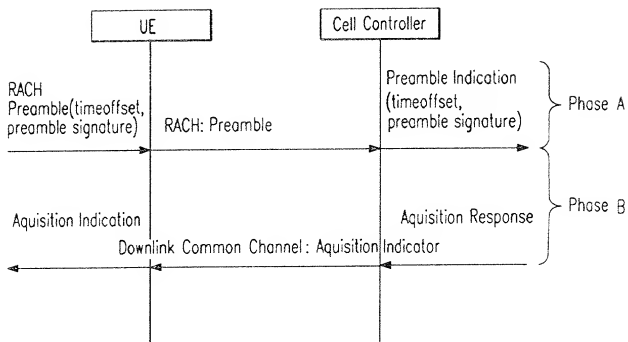 UE
Cell Controller
RACH
Preamble(timeoffset,
preamble signature)
RACH: Preamble
Preamble Indication
(timeoffset,
preamble signature)
Phase A
Aquisition Indication
Aquisition Response
Phase B
Downlink Common Channel: Aquisition Indicator